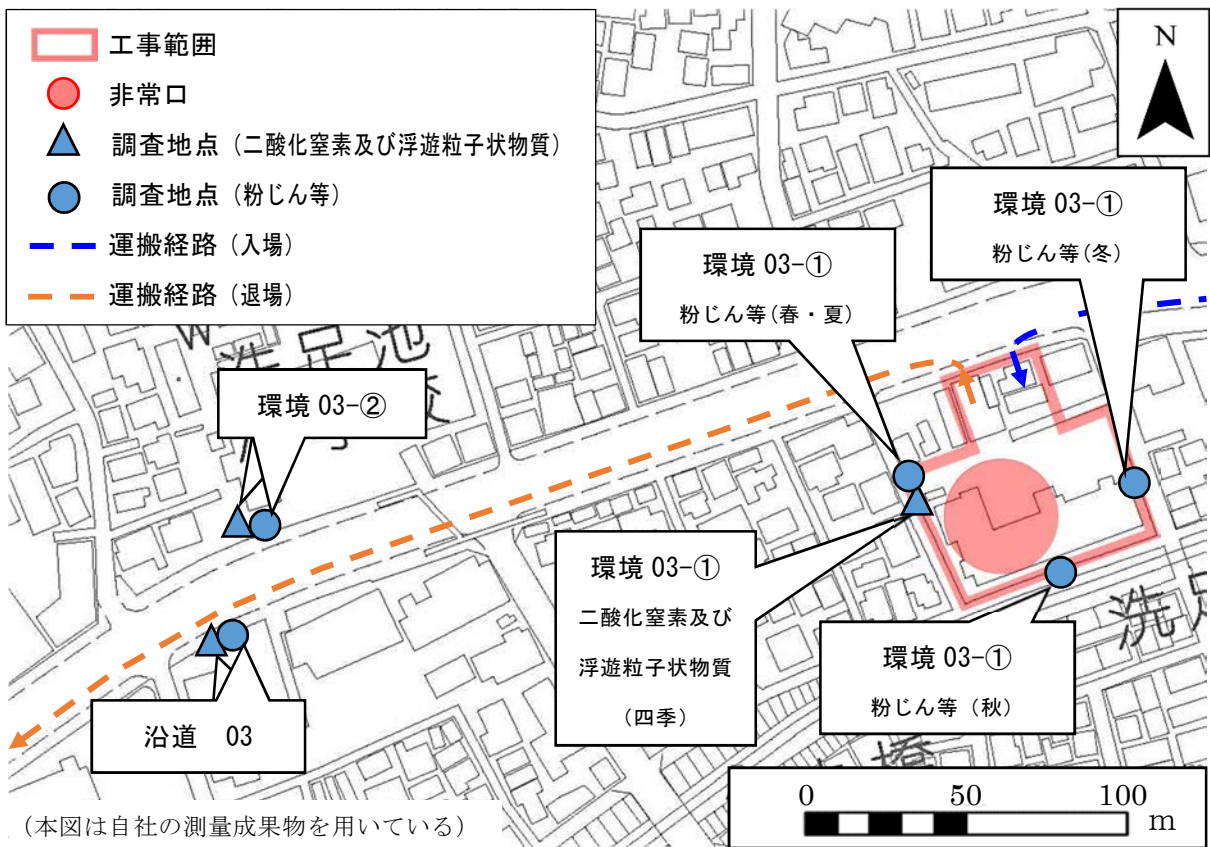 工事範囲
非常口
調査地点（二酸化窒素及び浮遊粒子状物質）
調査地点（粉じん等）
運搬経路（入場）
運搬経路（退場）
N
環境 03-①
粉じん等(冬)
環境 03-①
粉じん等(春・夏)
洗足池
環境 03-②
環境 03-①
二酸化窒素及び
浮遊粒子状物質
（四季）
環境 03-①
粉じん等（秋）
洗足
沿道 03
（本図は自社の測量成果物を用いている）
0 50 100
m